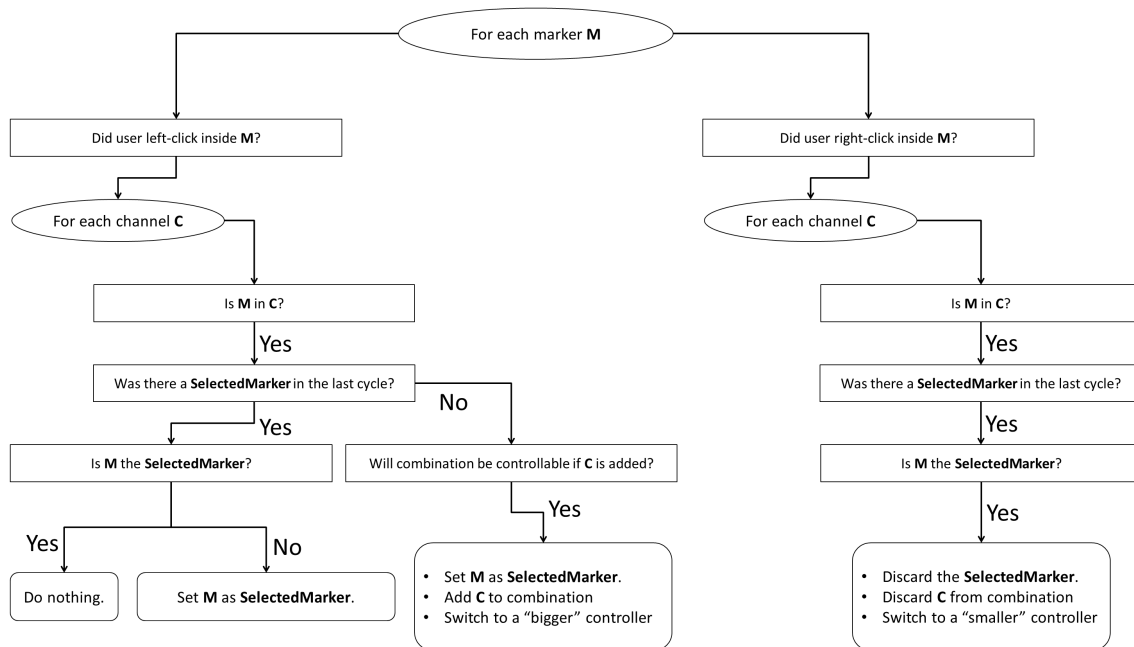 For each marker M
Did user left-click inside M?
Did user right-click inside M?
For each channel C
For each channel C
Is M in C?
Is M in C?
Yes
Yes
Was there a SelectedMarker in the last cycle?
Was there a SelectedMarker in the last cycle?
No
Yes
Yes
Is M the SelectedMarker?
Will combination be controllable if C is added?
Is M the SelectedMarker?
Yes
No
Yes
Yes
Do nothing.
Set M as SelectedMarker.
• Set M as SelectedMarker.
• Add C to combination
• Switch to a “bigger” controller
• Discard the SelectedMarker.
• Discard C from combination
• Switch to a “smaller” controller